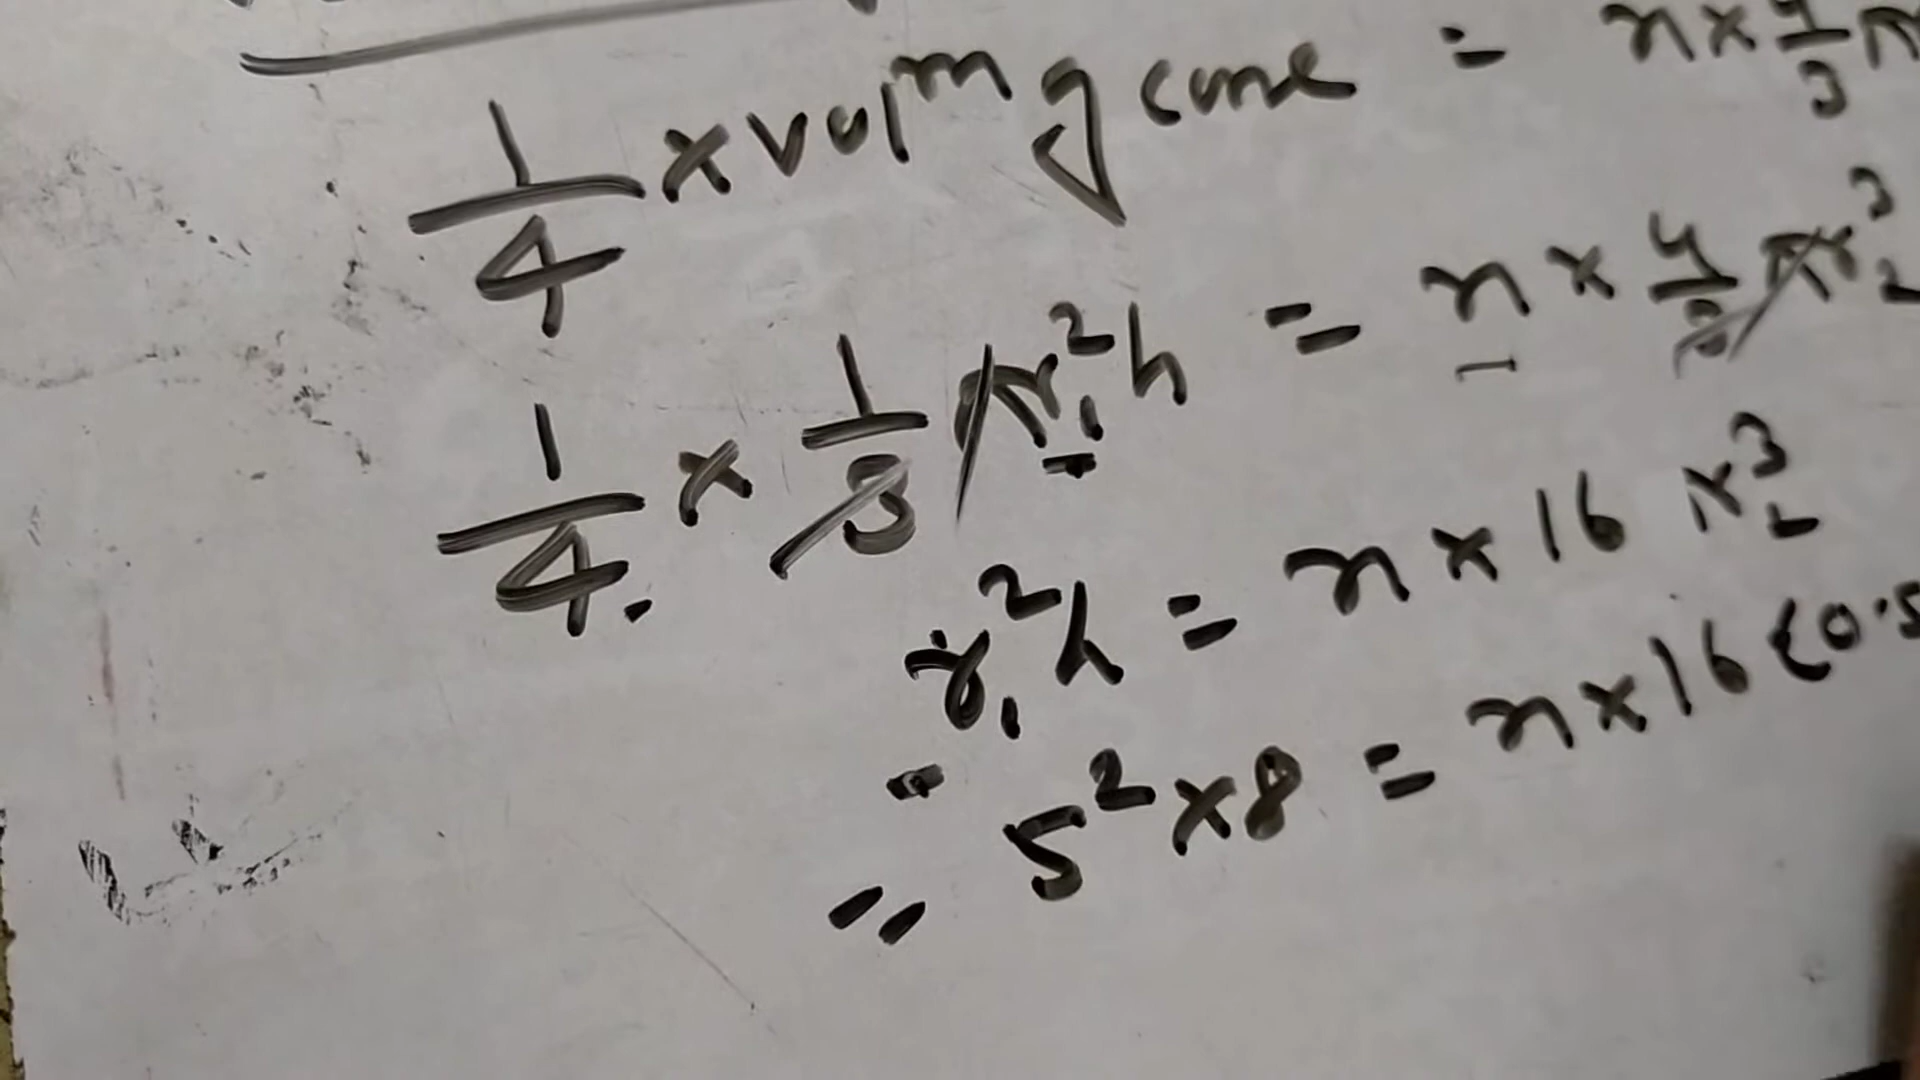 1/4 × volm of cone = n × 4/3 π
1/4 × 1/3 πr₁²h = n × 4/3 πr₂³
r₁²h = n × 16 r₂³
= 5² × 8 = n × 16 (0.5
=